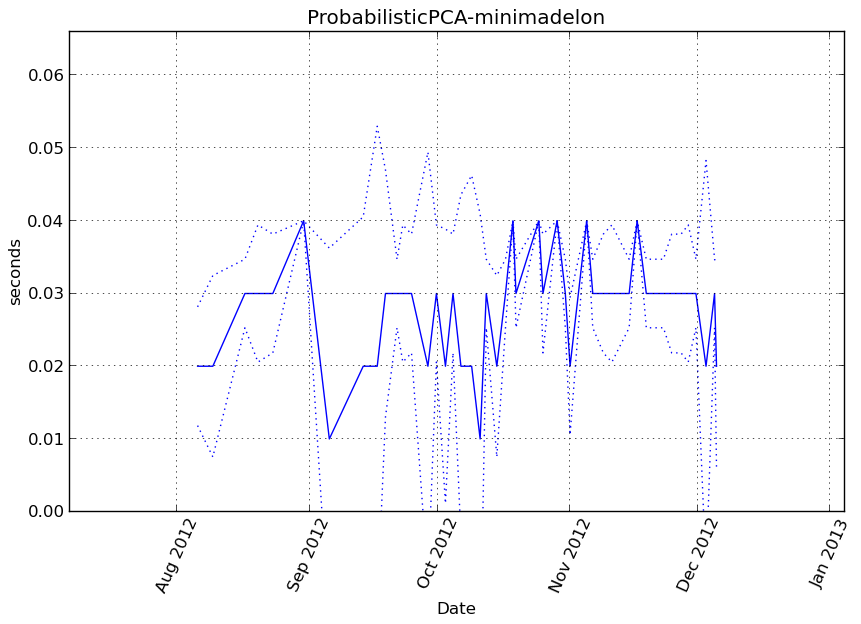 ProbabilisticPCA-minimadelon
0.06
0.05
0.04
0.03
0.02
0.01
0.00
seconds
Aug 2012
Sep 2012
Oct 2012
Nov 2012
Dec 2012
Jan 2013
Date